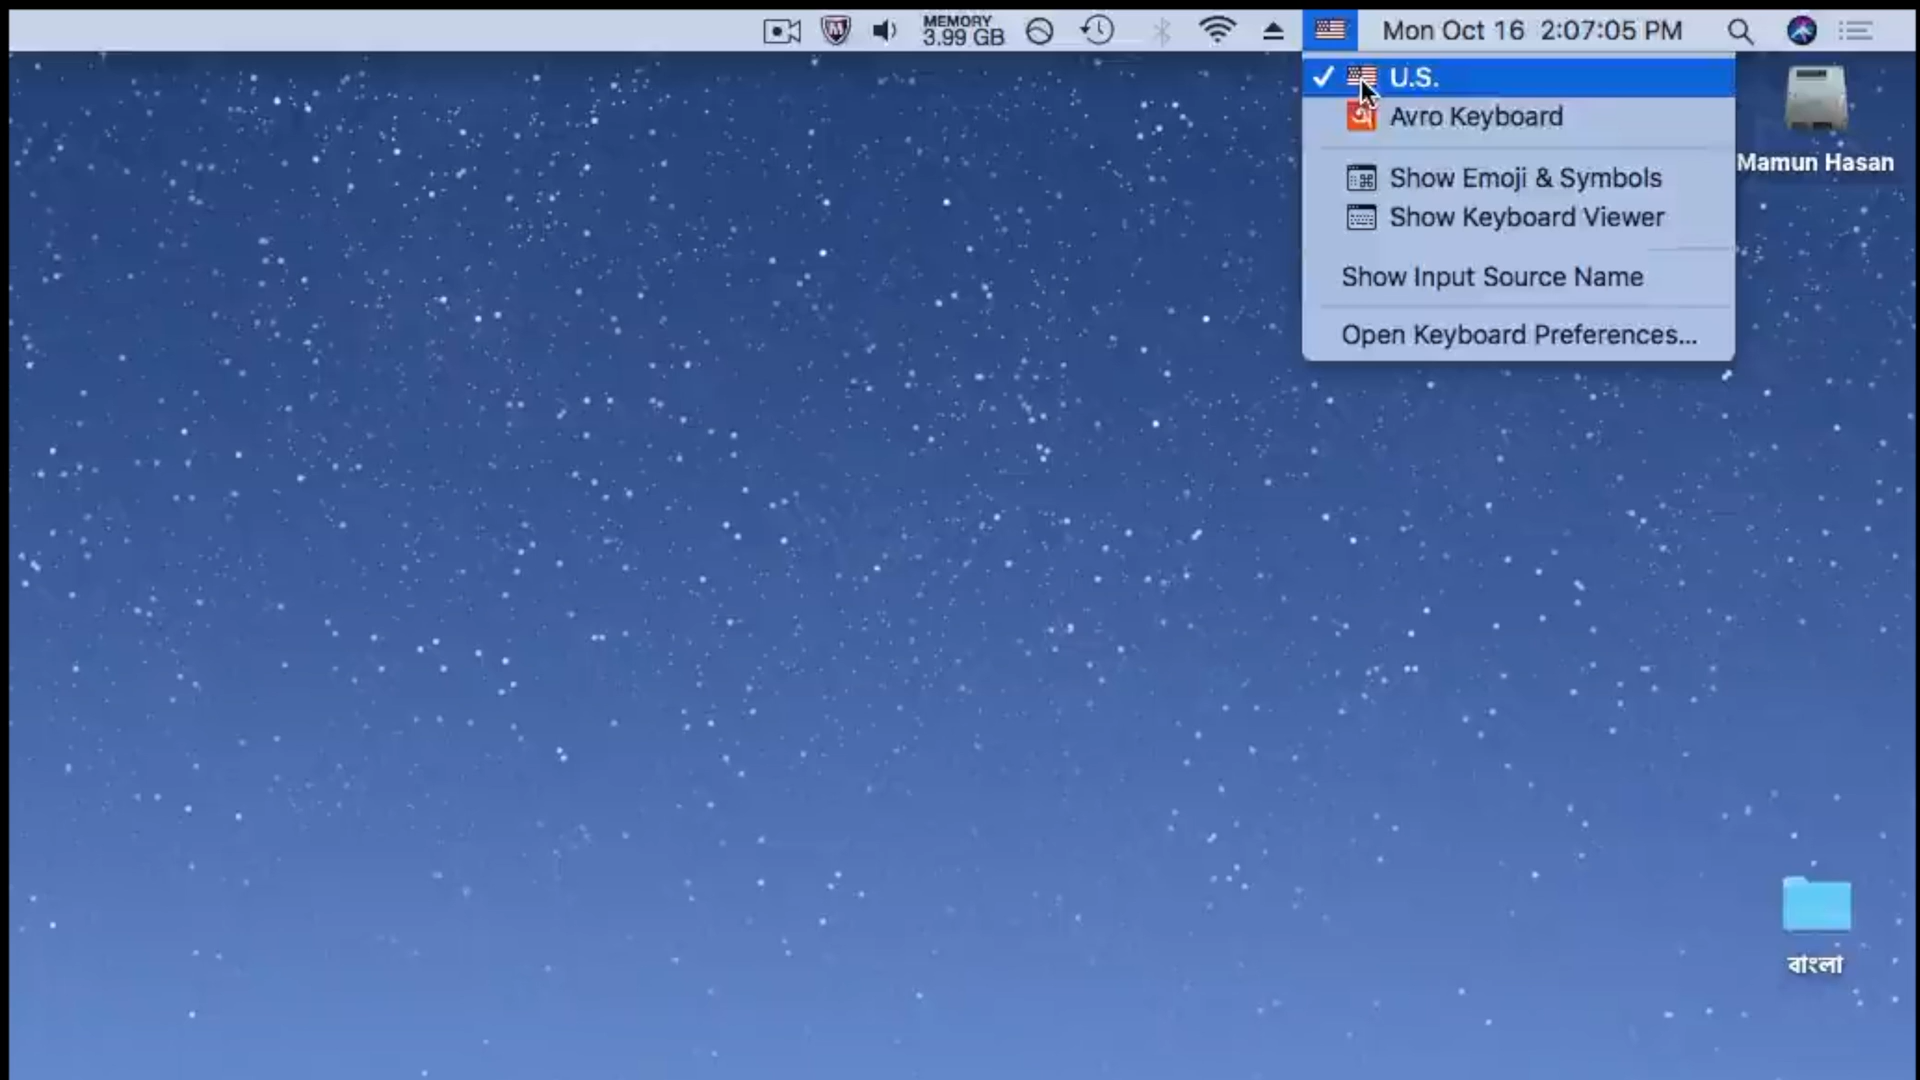 MEMORY
3.99 GB
Mon Oct 16 2:07:05 PM
U.S.
অ Avro Keyboard
Show Emoji & Symbols
Show Keyboard Viewer
Show Input Source Name
Open Keyboard Preferences...
Mamun Hasan
বাংলা